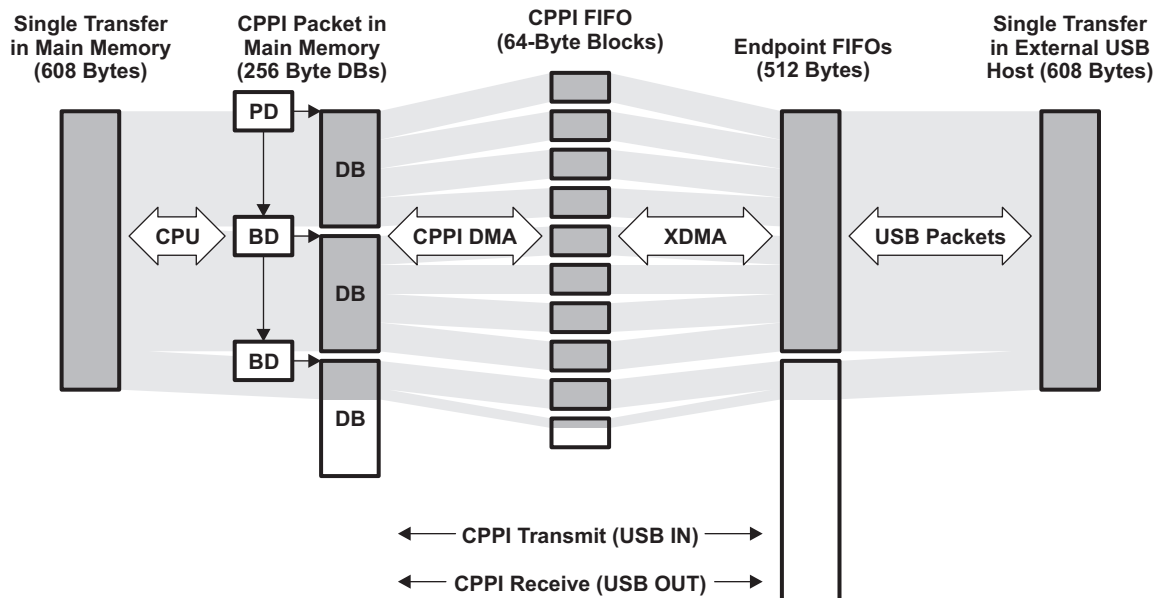 Single Transfer
in Main Memory
(608 Bytes)
CPPI Packet in
Main Memory
(256 Byte DBs)
CPPI FIFO
(64-Byte Blocks)
Endpoint FIFOs
(512 Bytes)
Single Transfer
in External USB
Host (608 Bytes)
PD
DB
CPU
BD
CPPI DMA
XDMA
USB Packets
DB
BD
DB
CPPI Transmit (USB IN)
CPPI Receive (USB OUT)